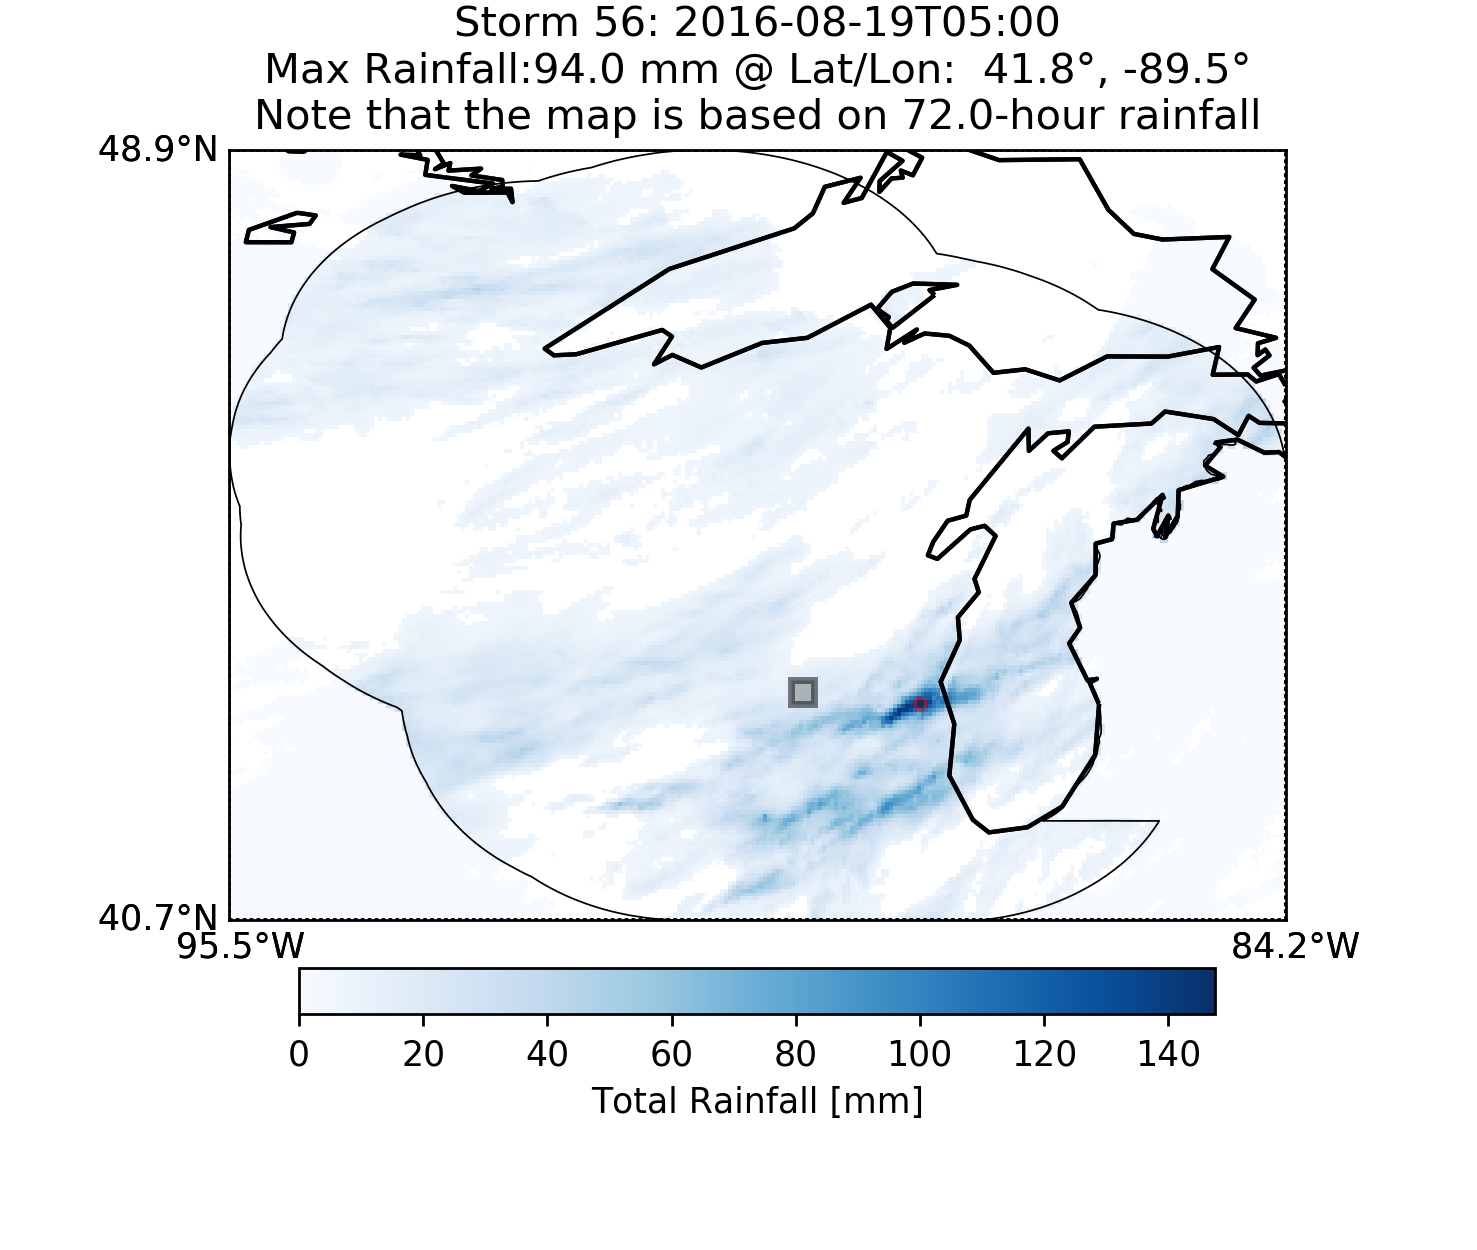 Storm 56: 2016-08-19T05:00
Max Rainfall:94.0 mm @ Lat/Lon:  41.8°, -89.5°
Note that the map is based on 72.0-hour rainfall
48.9°N
40.7°N
95.5°W 84.2°W
0 20 40 60 80 100 120 140
Total Rainfall [mm]